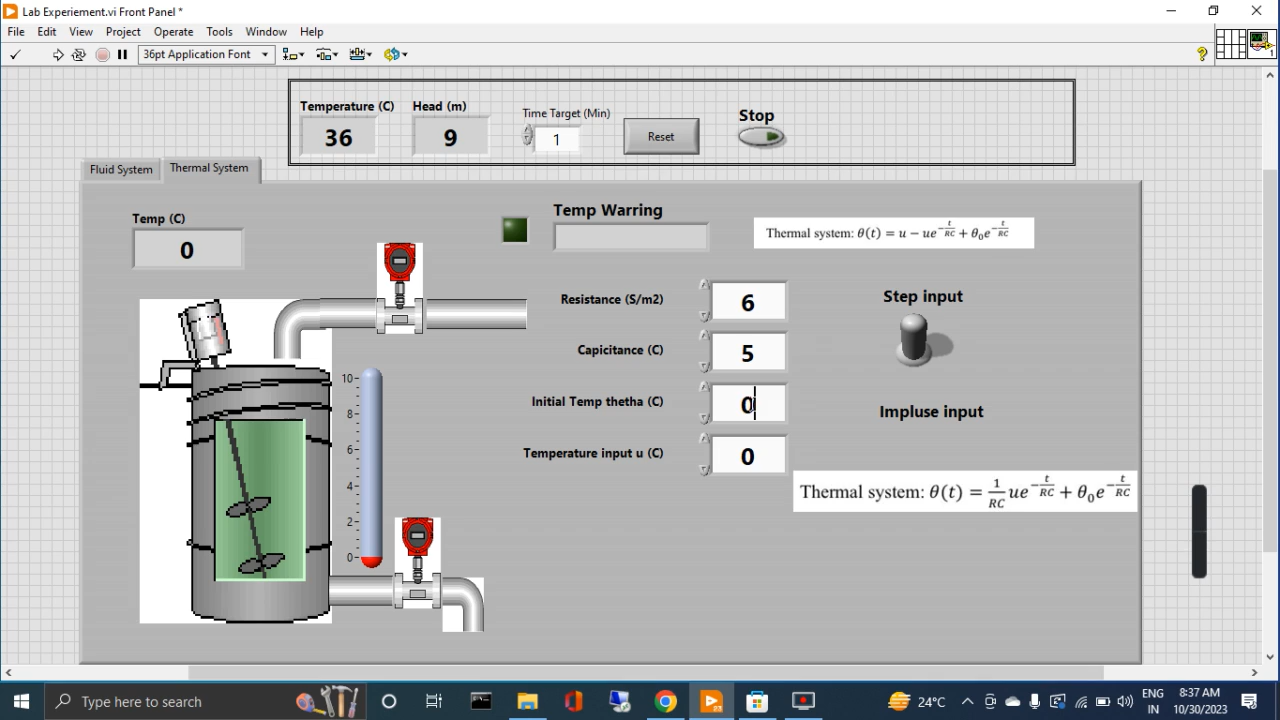 Lab Experiement.vi Front Panel *
File Edit View Project Operate Tools Window Help
36pt Application Font
Temperature (C) Head (m) Time Target (Min) Stop
36 9 1 Reset
Fluid System Thermal System
Temp (C)
0
Temp Warring
Thermal system: θ(t) = u − ue^{-t/RC} + θ₀e^{-t/RC}
Resistance (S/m2) 6
Capicitance (C) 5
Initial Temp thetha (C) 0
Temperature input u (C) 0
Step input
Impluse input
Thermal system: θ(t) = 1/RC ue^{-t/RC} + θ₀e^{-t/RC}
10
8
6
4
2
0
Type here to search
24°C
ENG
IN
8:37 AM
10/30/2023